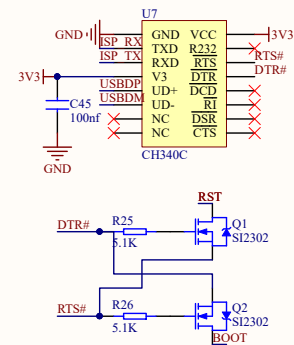 U7
GND
GND
VCC
3V3
ISP_RX
TXD
R232
ISP_TX
RXD
RTS
RTS#
3V3
V3
DTR
DTR#
USBDP
UD+
DCD
C45
USBDM
UD-
RI
100nf
NC
DSR
NC
CTS
GND
CH340C
RST
DTR#
R25
Q1
5.1K
SI2302
RTS#
R26
Q2
5.1K
SI2302
BOOT